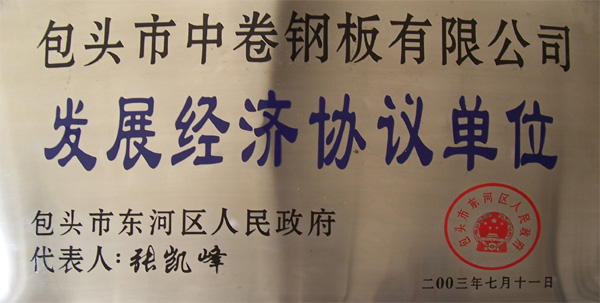 包头市中卷钢板有限公司
发展经济协议单位
包头市东河区人民政府
代表人:张凯峰
包头市东河区人民政府
二00三年七月十一日